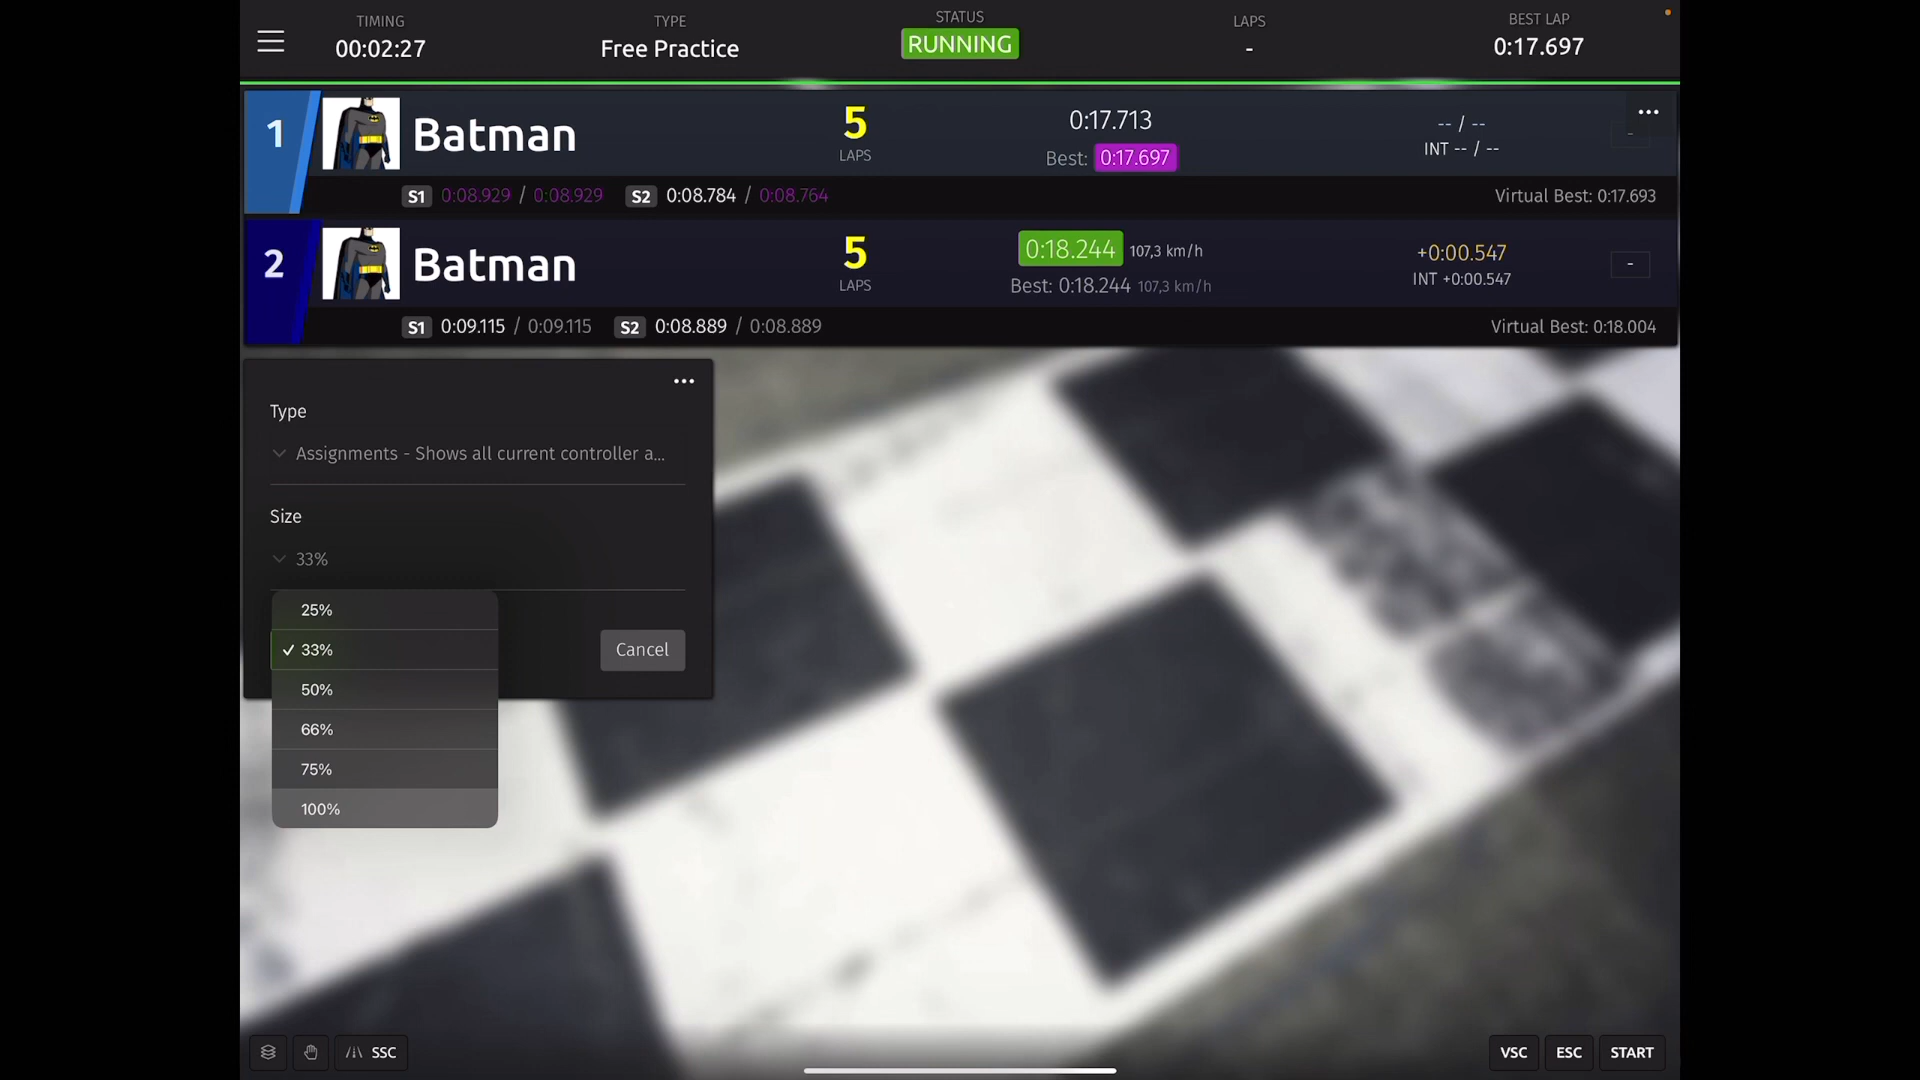 TIMING
00:02:27
TYPE
Free Practice
STATUS
RUNNING
LAPS
-
BEST LAP
0:17.697
1
Batman
5
LAPS
0:17.713
Best: 0:17.697
-- / --
INT -- / --
-
S1 0:08.929 / 0:08.929 S2 0:08.784 / 0:08.764
Virtual Best: 0:17.693
2
Batman
5
LAPS
0:18.244 107,3 km/h
Best: 0:18.244 107,3 km/h
+0:00.547
INT +0:00.547
-
S1 0:09.115 / 0:09.115 S2 0:08.889 / 0:08.889
Virtual Best: 0:18.004
Type
Assignments - Shows all current controller a...
Size
33%
25%
33%
50%
66%
75%
100%
Cancel
SSC
VSC
ESC
START